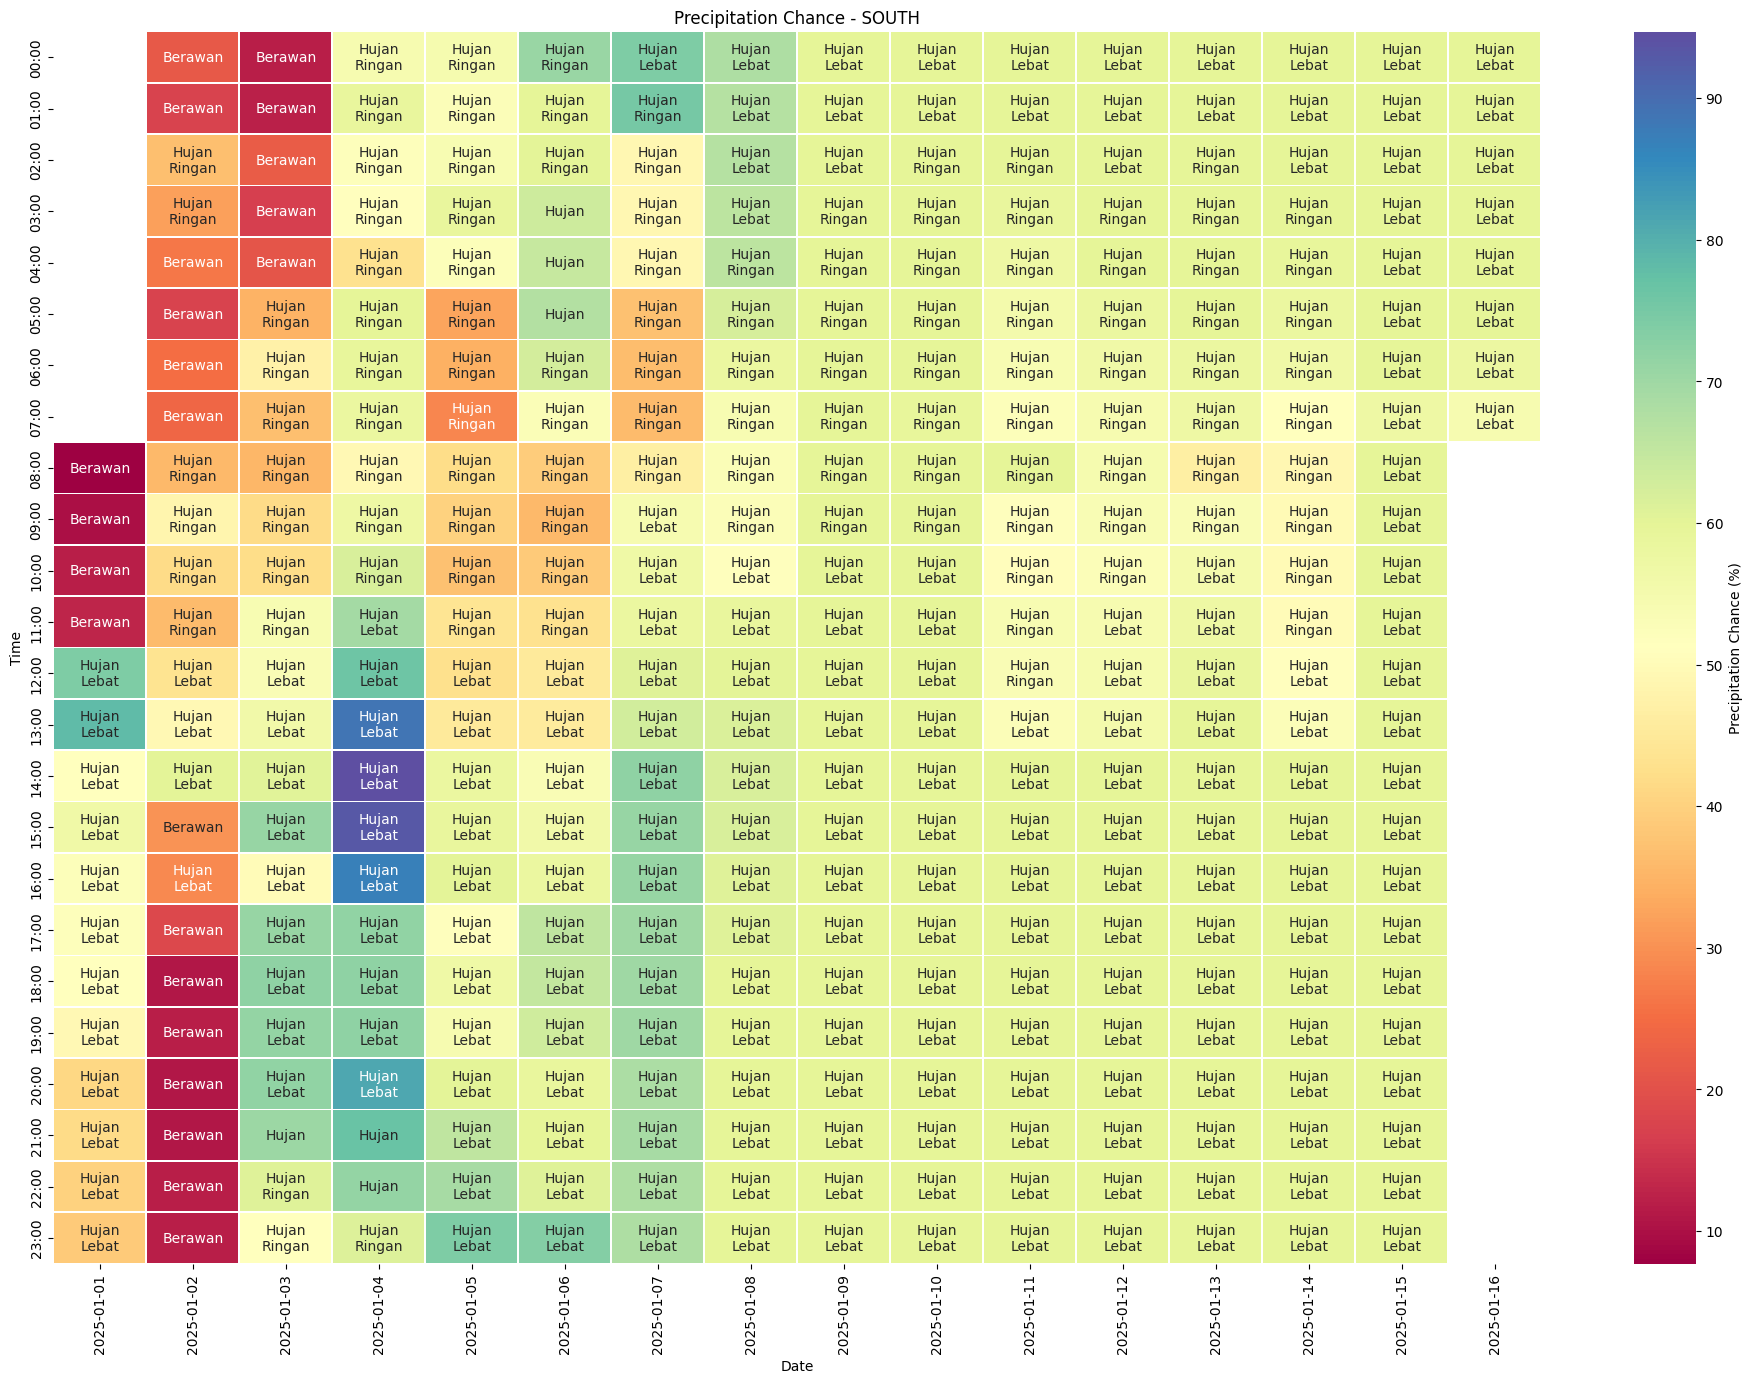 Precipitation Chance - SOUTH
00:00 Berawan Berawan Hujan Ringan Hujan Ringan Hujan Ringan Hujan Lebat Hujan Lebat Hujan Lebat Hujan Lebat Hujan Lebat Hujan Lebat Hujan Lebat Hujan Lebat Hujan Lebat Hujan Lebat
01:00 Berawan Berawan Hujan Ringan Hujan Ringan Hujan Ringan Hujan Ringan Hujan Lebat Hujan Lebat Hujan Lebat Hujan Lebat Hujan Lebat Hujan Lebat Hujan Lebat Hujan Lebat Hujan Lebat
02:00 Hujan Ringan Berawan Hujan Ringan Hujan Ringan Hujan Ringan Hujan Ringan Hujan Lebat Hujan Lebat Hujan Ringan Hujan Ringan Hujan Lebat Hujan Ringan Hujan Lebat Hujan Lebat Hujan Lebat
03:00 Hujan Ringan Berawan Hujan Ringan Hujan Ringan Hujan Hujan Ringan Hujan Lebat Hujan Ringan Hujan Ringan Hujan Ringan Hujan Ringan Hujan Ringan Hujan Ringan Hujan Lebat Hujan Lebat
04:00 Berawan Berawan Hujan Ringan Hujan Ringan Hujan Hujan Ringan Hujan Ringan Hujan Ringan Hujan Ringan Hujan Ringan Hujan Ringan Hujan Ringan Hujan Ringan Hujan Lebat Hujan Lebat
05:00 Berawan Hujan Ringan Hujan Ringan Hujan Ringan Hujan Hujan Ringan Hujan Ringan Hujan Ringan Hujan Ringan Hujan Ringan Hujan Ringan Hujan Ringan Hujan Ringan Hujan Lebat Hujan Lebat
06:00 Berawan Hujan Ringan Hujan Ringan Hujan Ringan Hujan Ringan Hujan Ringan Hujan Ringan Hujan Ringan Hujan Ringan Hujan Ringan Hujan Ringan Hujan Ringan Hujan Ringan Hujan Lebat Hujan Lebat
07:00 Berawan Hujan Ringan Hujan Ringan Hujan Ringan Hujan Ringan Hujan Ringan Hujan Ringan Hujan Ringan Hujan Ringan Hujan Ringan Hujan Ringan Hujan Ringan Hujan Ringan Hujan Lebat Hujan Lebat
08:00 Berawan Hujan Ringan Hujan Ringan Hujan Ringan Hujan Ringan Hujan Ringan Hujan Ringan Hujan Ringan Hujan Ringan Hujan Ringan Hujan Ringan Hujan Ringan Hujan Ringan Hujan Ringan Hujan Lebat
09:00 Berawan Hujan Ringan Hujan Ringan Hujan Ringan Hujan Ringan Hujan Ringan Hujan Lebat Hujan Ringan Hujan Ringan Hujan Ringan Hujan Ringan Hujan Ringan Hujan Ringan Hujan Ringan Hujan Lebat
10:00 Berawan Hujan Ringan Hujan Ringan Hujan Ringan Hujan Ringan Hujan Ringan Hujan Lebat Hujan Lebat Hujan Lebat Hujan Lebat Hujan Ringan Hujan Ringan Hujan Lebat Hujan Ringan Hujan Lebat
11:00 Berawan Hujan Ringan Hujan Ringan Hujan Lebat Hujan Ringan Hujan Ringan Hujan Lebat Hujan Lebat Hujan Lebat Hujan Lebat Hujan Ringan Hujan Lebat Hujan Lebat Hujan Ringan Hujan Lebat
12:00 Hujan Lebat Hujan Lebat Hujan Lebat Hujan Lebat Hujan Lebat Hujan Lebat Hujan Lebat Hujan Lebat Hujan Lebat Hujan Lebat Hujan Ringan Hujan Lebat Hujan Lebat Hujan Lebat Hujan Lebat
13:00 Hujan Lebat Hujan Lebat Hujan Lebat Hujan Lebat Hujan Lebat Hujan Lebat Hujan Lebat Hujan Lebat Hujan Lebat Hujan Lebat Hujan Lebat Hujan Lebat Hujan Lebat Hujan Lebat Hujan Lebat
14:00 Hujan Lebat Hujan Lebat Hujan Lebat Hujan Lebat Hujan Lebat Hujan Lebat Hujan Lebat Hujan Lebat Hujan Lebat Hujan Lebat Hujan Lebat Hujan Lebat Hujan Lebat Hujan Lebat Hujan Lebat
15:00 Hujan Lebat Berawan Hujan Lebat Hujan Lebat Hujan Lebat Hujan Lebat Hujan Lebat Hujan Lebat Hujan Lebat Hujan Lebat Hujan Lebat Hujan Lebat Hujan Lebat Hujan Lebat Hujan Lebat
16:00 Hujan Lebat Hujan Lebat Hujan Lebat Hujan Lebat Hujan Lebat Hujan Lebat Hujan Lebat Hujan Lebat Hujan Lebat Hujan Lebat Hujan Lebat Hujan Lebat Hujan Lebat Hujan Lebat Hujan Lebat
17:00 Hujan Lebat Berawan Hujan Lebat Hujan Lebat Hujan Lebat Hujan Lebat Hujan Lebat Hujan Lebat Hujan Lebat Hujan Lebat Hujan Lebat Hujan Lebat Hujan Lebat Hujan Lebat Hujan Lebat
18:00 Hujan Lebat Berawan Hujan Lebat Hujan Lebat Hujan Lebat Hujan Lebat Hujan Lebat Hujan Lebat Hujan Lebat Hujan Lebat Hujan Lebat Hujan Lebat Hujan Lebat Hujan Lebat Hujan Lebat
19:00 Hujan Lebat Berawan Hujan Lebat Hujan Lebat Hujan Lebat Hujan Lebat Hujan Lebat Hujan Lebat Hujan Lebat Hujan Lebat Hujan Lebat Hujan Lebat Hujan Lebat Hujan Lebat Hujan Lebat
20:00 Hujan Lebat Berawan Hujan Lebat Hujan Lebat Hujan Lebat Hujan Lebat Hujan Lebat Hujan Lebat Hujan Lebat Hujan Lebat Hujan Lebat Hujan Lebat Hujan Lebat Hujan Lebat Hujan Lebat
21:00 Hujan Lebat Berawan Hujan Hujan Hujan Lebat Hujan Lebat Hujan Lebat Hujan Lebat Hujan Lebat Hujan Lebat Hujan Lebat Hujan Lebat Hujan Lebat Hujan Lebat Hujan Lebat
22:00 Hujan Lebat Berawan Hujan Ringan Hujan Hujan Lebat Hujan Lebat Hujan Lebat Hujan Lebat Hujan Lebat Hujan Lebat Hujan Lebat Hujan Lebat Hujan Lebat Hujan Lebat Hujan Lebat
23:00 Hujan Lebat Berawan Hujan Ringan Hujan Ringan Hujan Lebat Hujan Lebat Hujan Lebat Hujan Lebat Hujan Lebat Hujan Lebat Hujan Lebat Hujan Lebat Hujan Lebat Hujan Lebat Hujan Lebat
Time
2025-01-01 2025-01-02 2025-01-03 2025-01-04 2025-01-05 2025-01-06 2025-01-07 2025-01-08 2025-01-09 2025-01-10 2025-01-11 2025-01-12 2025-01-13 2025-01-14 2025-01-15 2025-01-16
Date
90
80
70
60
50
40
30
20
10
Precipitation Chance (%)